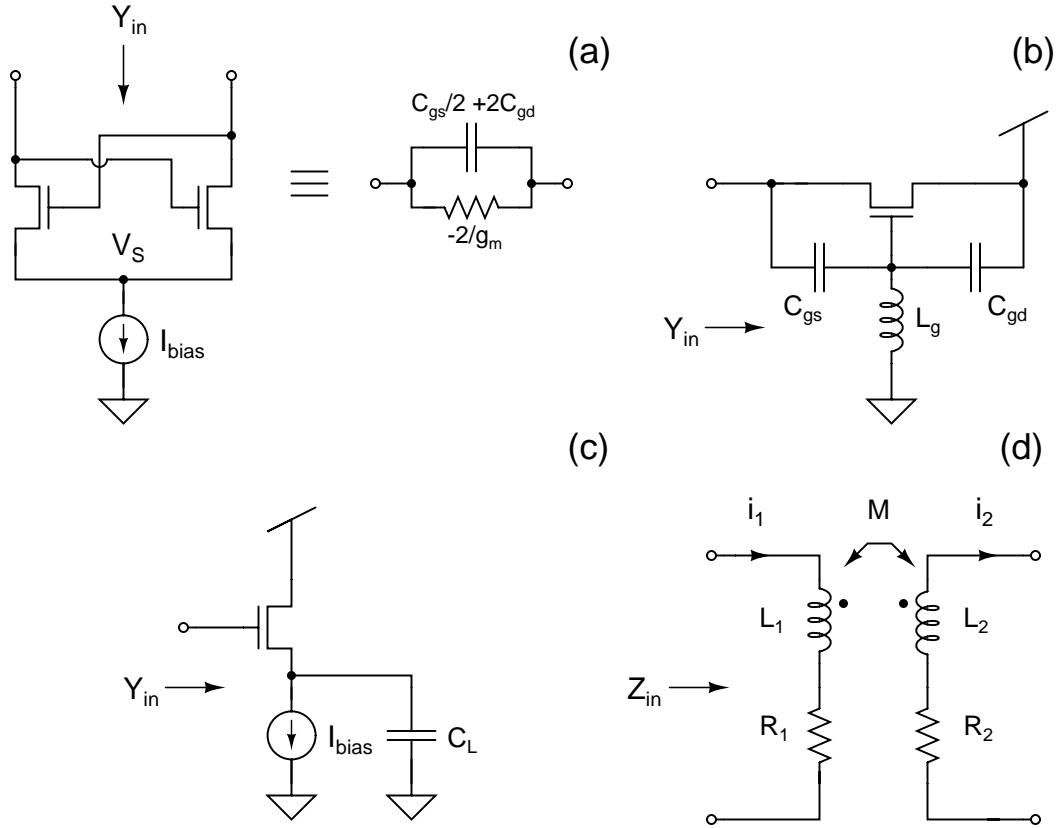 Y_in
(a)
C_gs/2 +2C_gd
-2/g_m
V_S
I_bias
(b)
C_gs
L_g
C_gd
Y_in
(c)
Y_in
I_bias
C_L
(d)
i_1
M
i_2
L_1
L_2
Z_in
R_1
R_2